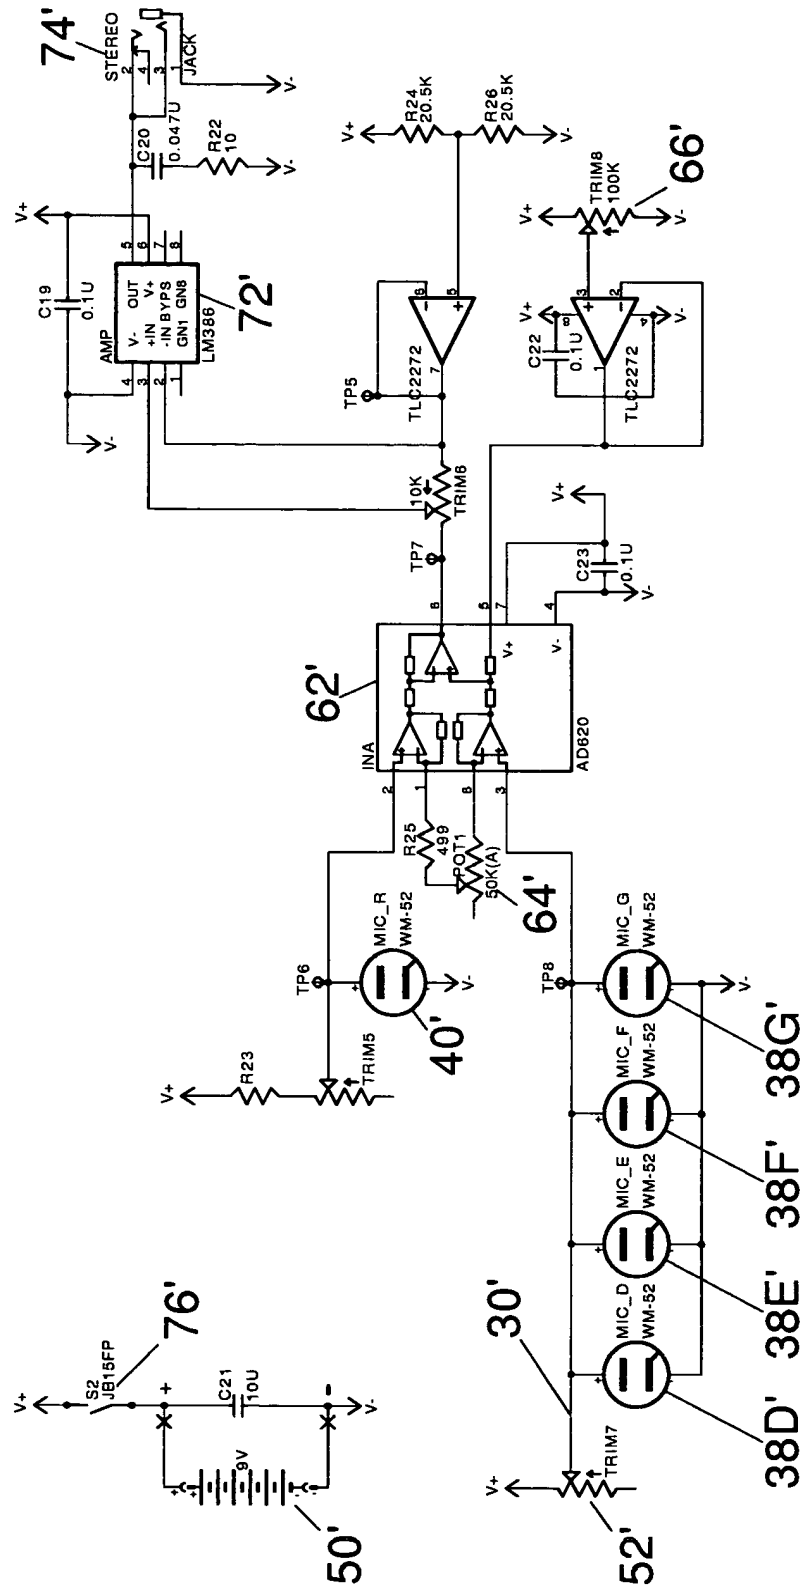 74'
STEREO
JACK
2
4
3
1
V-
C20
0.047U
R22
10
V-
V+
C19
0.1U
V-
AMP
LM386
72'
V-
+IN
-IN
GN1
OUT
V+
BYPS
GN8
4
3
2
1
5
6
7
8
V+
R24
20.5K
R26
20.5K
V-
TP5
6
5
7
TLC2272
V+
TRIM8
100K
66'
V-
3
2
1
8
4
V+
V-
C22
0.1U
TLC2272
10K
TRIM6
TP7
V+
C23
0.1U
V-
62'
INA
AD620
V+
V-
6
5
7
4
2
1
8
3
R25
499
POT1
50K(A)
64'
TP6
MIC_R
WM-52
40'
V-
V+
R23
TRIM5
TP8
MIC_G
WM-52
38G'
V-
MIC_F
WM-52
38F'
MIC_E
WM-52
38E'
MIC_D
WM-52
38D'
30'
V+
TRIM7
52'
V+
S2
JB15FP
76'
+
C21
10U
-
V-
9V
50'